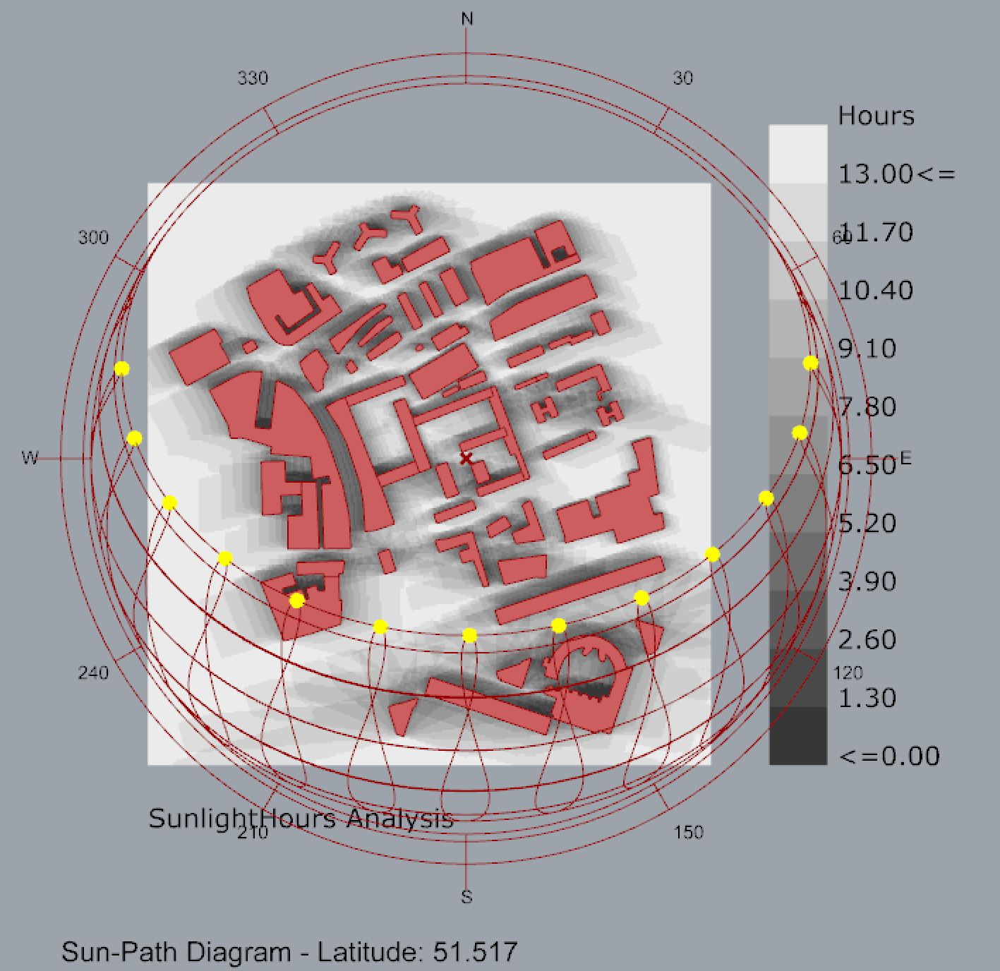 N
330
30
Hours
13.00<=
300
60
11.70
10.40
9.10
7.80
W
6.50
E
5.20
3.90
2.60
240
120
1.30
<=0.00
SunlightHours Analysis
210
150
S
Sun-Path Diagram - Latitude: 51.517